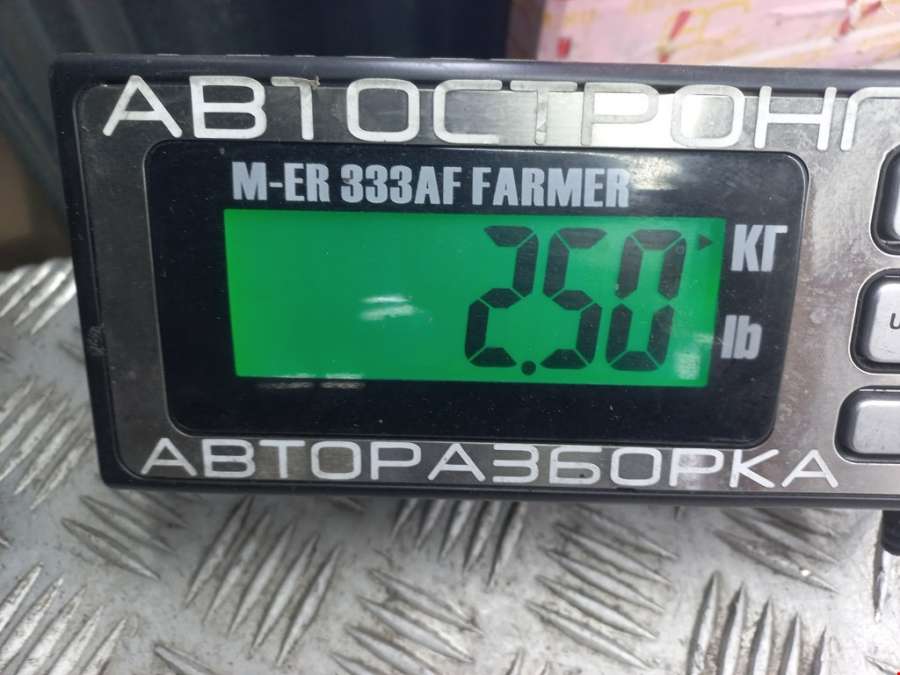 АВТОСТРОНГ
M-ER 333AF FARMER
2.50 КГ
lb
АВТОРАЗБОРКА